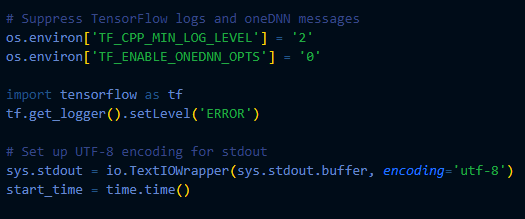 # Suppress TensorFlow logs and oneDNN messages
os.environ['TF_CPP_MIN_LOG_LEVEL'] = '2'
os.environ['TF_ENABLE_ONEDNN_OPTS'] = '0'
import tensorflow as tf
tf.get_logger().setLevel('ERROR')
# Set up UTF-8 encoding for stdout
sys.stdout = io.TextIOWrapper(sys.stdout.buffer, encoding='utf-8')
start_time = time.time()